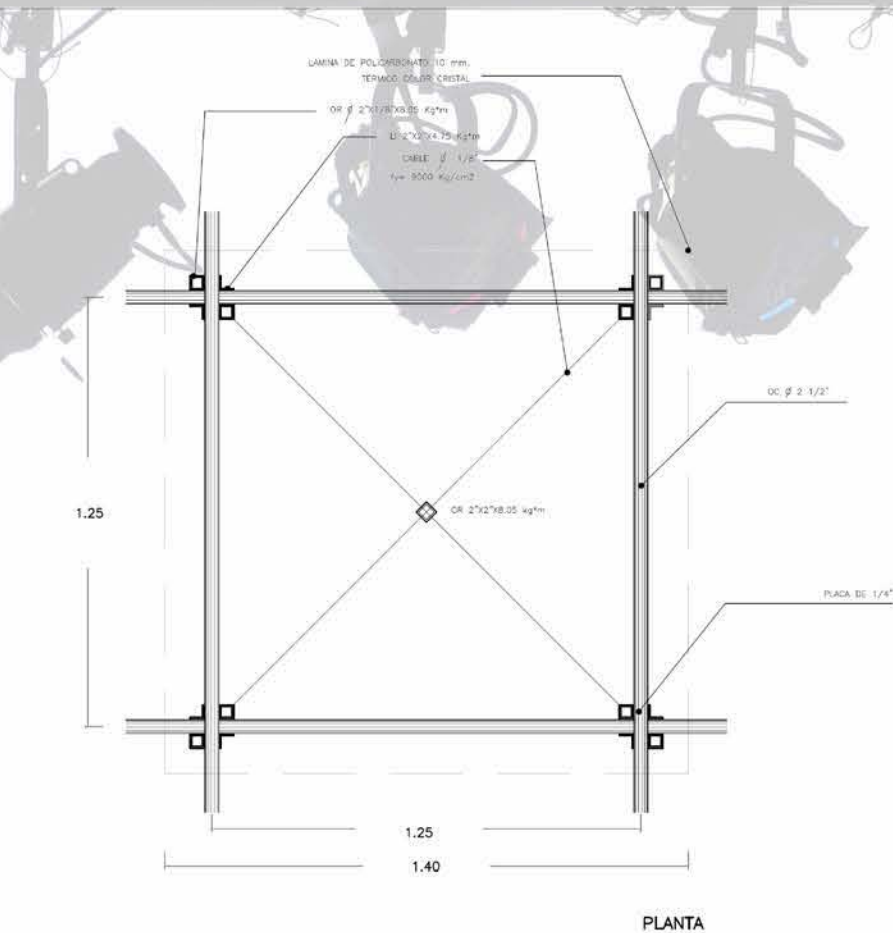 LAMINA DE POLICARBONATO 10 mm.
TERMICO COLOR CRISTAL
OR ϕ 2"X1/8"X8.05 Kg*m
LI 2"X2"X4.75 Kg*m
CABLE ϕ 1/8"
fy= 9000 Kg/cm2
OC ϕ 2 1/2"
1.25
OR 2"X2"X8.05 kg*m
PLACA DE 1/4"
1.25
1.40
PLANTA